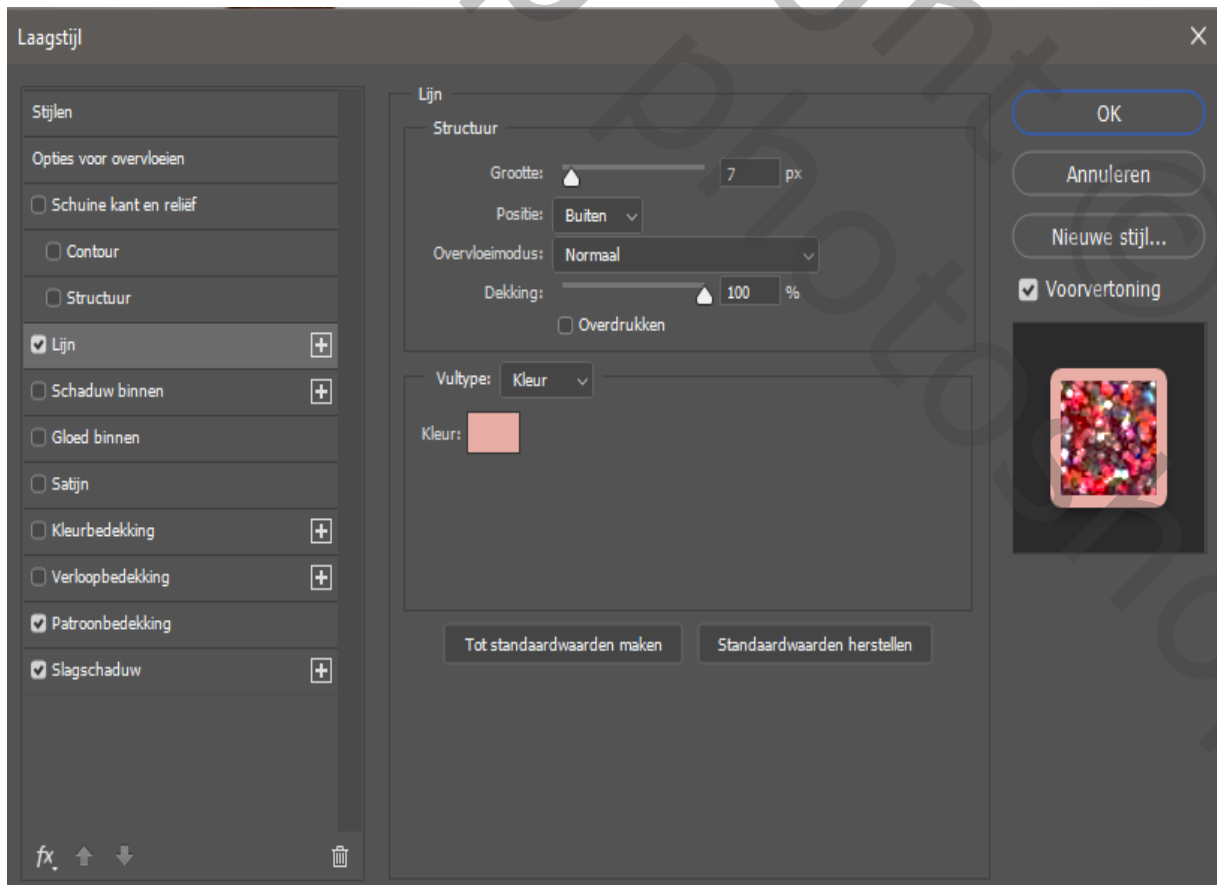 Laagstijl
Stijlen
Opties voor overvloeien
Schuine kant en reliëf
Contour
Structuur
Lijn
Schaduw binnen
Gloed binnen
Satijn
Kleurbedekking
Verloopbedekking
Patroonbedekking
Slagschaduw
fx
Lijn
Structuur
Grootte: 7 px
Positie: Buiten
Overvloeimodus: Normaal
Dekking: 100 %
Overdrukken
Vultype: Kleur
Kleur:
Tot standaardwaarden maken Standaardwaarden herstellen
OK
Annuleren
Nieuwe stijl...
Voorvertoning